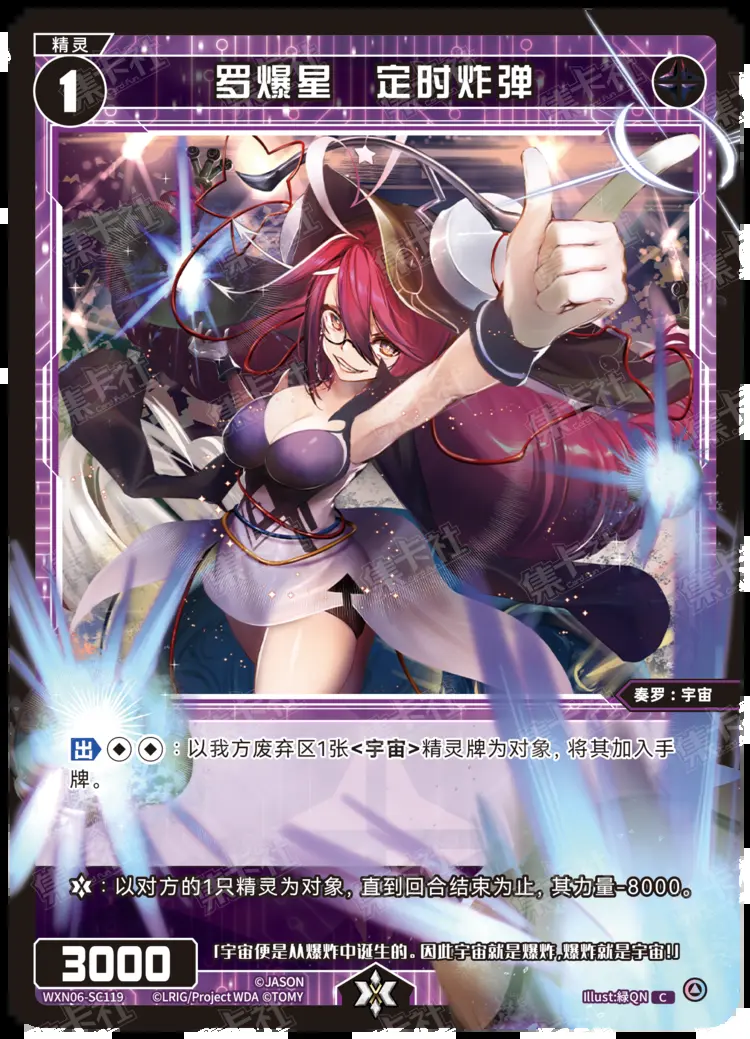 精灵
1
罗爆星 定时炸弹
奏罗：宇宙
出 ：以我方废弃区1张<宇宙>精灵牌为对象，将其加入手
牌。
：以对方的1只精灵为对象，直到回合结束为止，其力量-8000。
「宇宙便是从爆炸中诞生的。因此宇宙就是爆炸,爆炸就是宇宙!」
3000
©JASON
WXN06-SC119 ©LRIG/Project WDA ©TOMY
Illust:緑QN C
集卡社